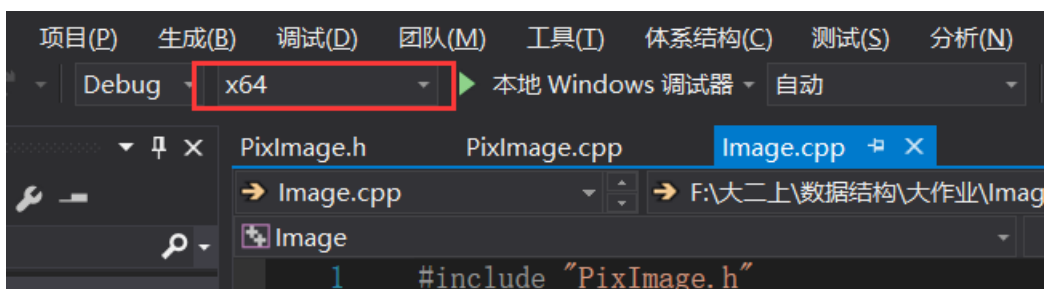 项目(P) 生成(B) 调试(D) 团队(M) 工具(T) 体系结构(C) 测试(S) 分析(N)
Debug x64 本地 Windows 调试器 自动
PixImage.h PixImage.cpp Image.cpp
Image.cpp F:\大二上\数据结构\大作业\Imag
Image
1 #include "PixImage.h"